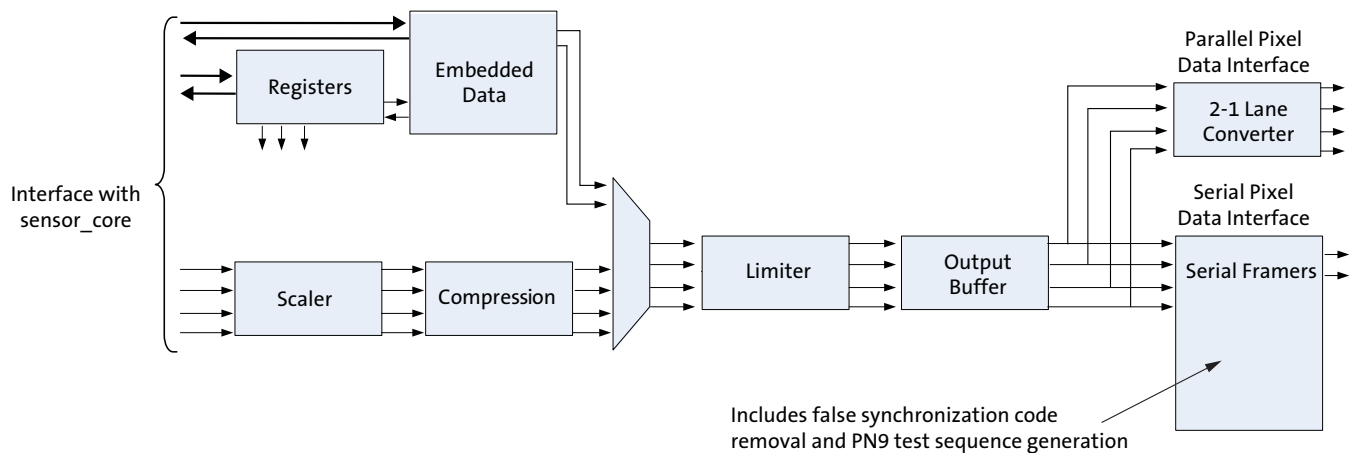 Embedded
Data
Registers
Interface with
sensor_core
Scaler
Compression
Limiter
Output
Buffer
Parallel Pixel
Data Interface
2-1 Lane
Converter
Serial Pixel
Data Interface
Serial Framers
Includes false synchronization code
removal and PN9 test sequence generation